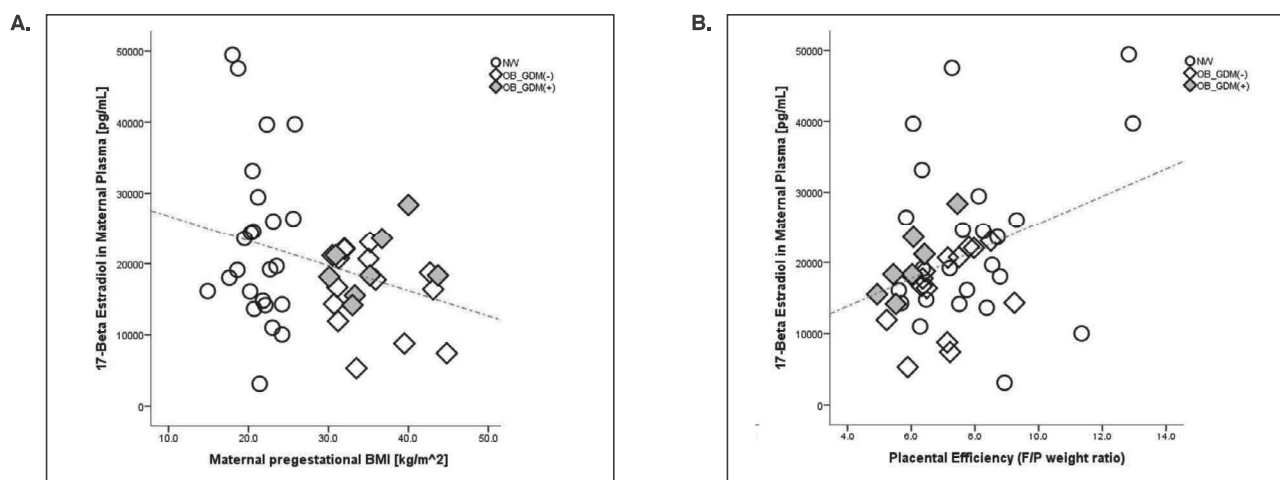 A.
17-Beta Estradiol in Maternal Plasma [pg/mL]
50000
40000
30000
20000
10000
0
10.0 20.0 30.0 40.0 50.0
Maternal pregestational BMI [kg/m^2]
NW
OB_GDM(-)
OB_GDM(+)
B.
17-Beta Estradiol in Maternal Plasma [pg/mL]
50000
40000
30000
20000
10000
0
4.0 6.0 8.0 10.0 12.0 14.0
Placental Efficiency (F/P weight ratio)
NW
OB_GDM(-)
OB_GDM(+)